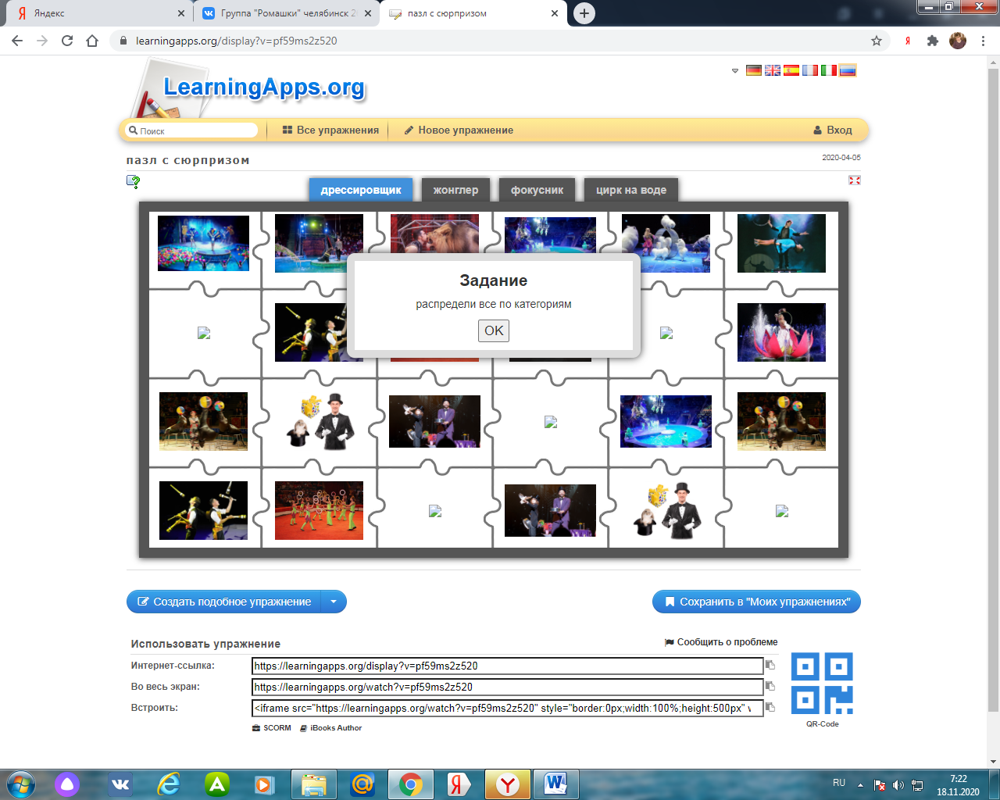 Яндекс
Группа "Ромашки" челябинск 2
пазл с сюрпризом
learningapps.org/display?v=pf59ms2z520
LearningApps.org
Поиск
Все упражнения
Новое упражнение
Вход
пазл с сюрпризом
2020-04-05
дрессировщик
жонглер
фокусник
цирк на воде
Задание
распредели все по категориям
OK
Создать подобное упражнение
Сохранить в "Моих упражнениях"
Использовать упражнение
Сообщить о проблеме
Интернет-ссылка: https://learningapps.org/display?v=pf59ms2z520
Во весь экран: https://learningapps.org/watch?v=pf59ms2z520
Встроить: <iframe src="https://learningapps.org/watch?v=pf59ms2z520" style="border:0px;width:100%;height:500px" w
SCORM
iBooks Author
QR-Code
RU
7:22
18.11.2020